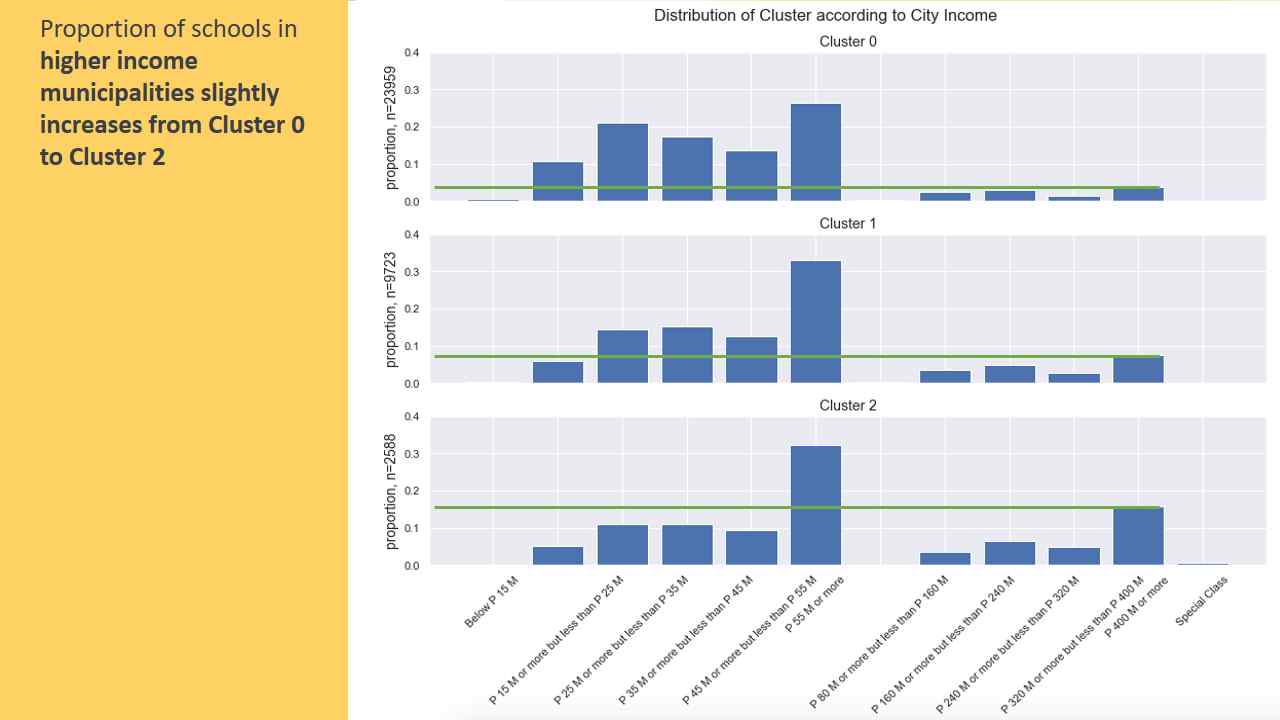 Proportion of schools in
higher income
municipalities slightly
increases from Cluster 0
to Cluster 2
Distribution of Cluster according to City Income
Cluster 0
proportion, n=23959
0.4
0.3
0.2
0.1
0.0
Cluster 1
proportion, n=9723
0.4
0.3
0.2
0.1
0.0
Cluster 2
proportion, n=2588
0.4
0.3
0.2
0.1
0.0
Below P 15 M
P 15 M or more but less than P 25 M
P 25 M or more but less than P 35 M
P 35 M or more but less than P 45 M
P 45 M or more but less than P 55 M
P 55 M or more
P 80 M or more but less than P 160 M
P 160 M or more but less than P 240 M
P 240 M or more but less than P 320 M
P 320 M or more but less than P 400 M
P 400 M or more
Special Class